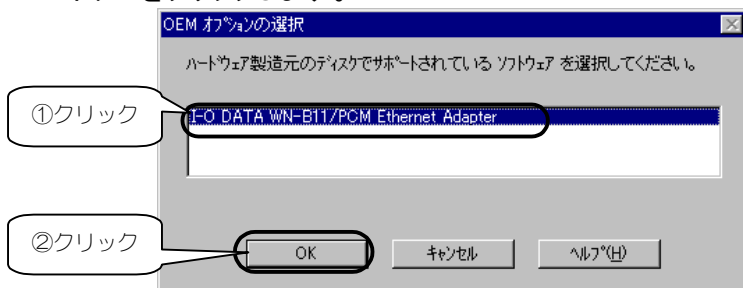 OEM オプションの選択
ハードウェア製造元のディスクでサポートされている ソフトウェア を選択してください。
①クリック
I-O DATA WN-B11/PCM Ethernet Adapter
②クリック
OK
キャンセル
ヘルプ(H)